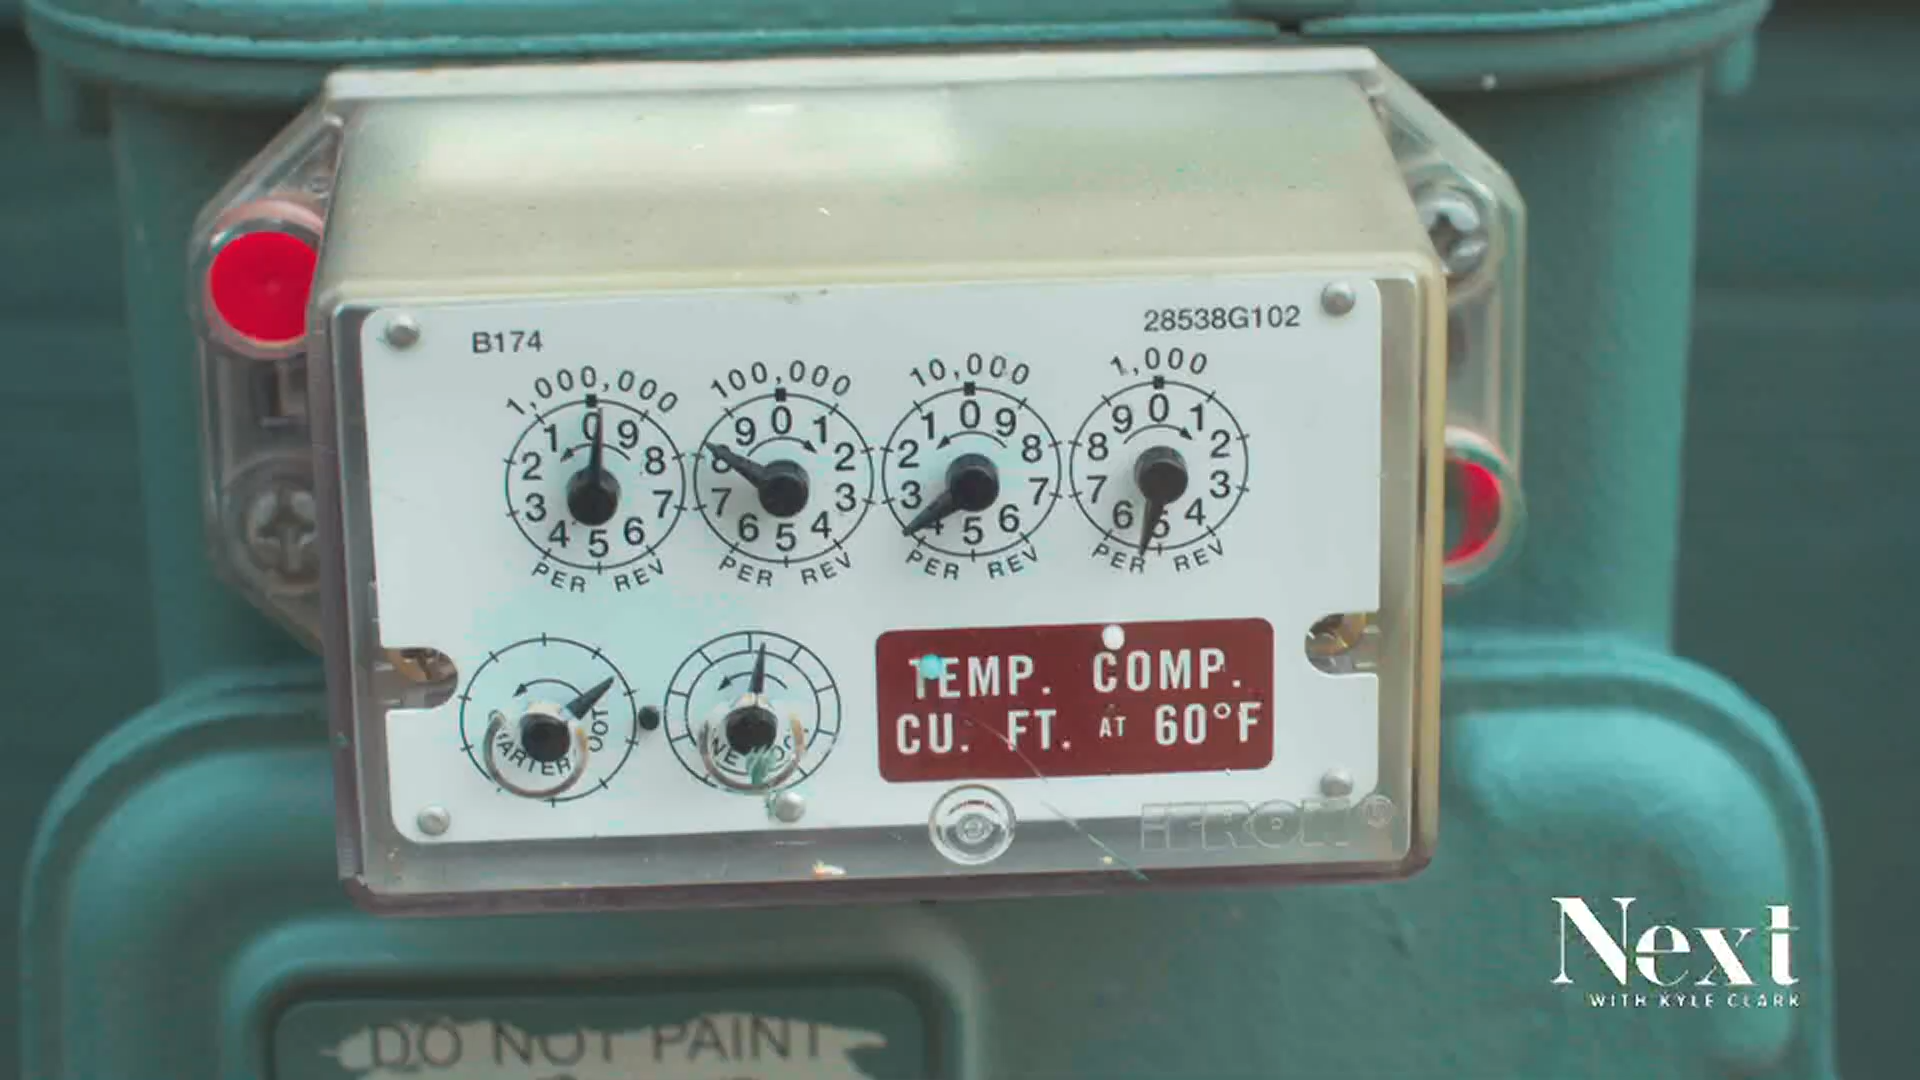 B174
28538G102
1,000,000
100,000
10,000
1,000
0 9 8 7 6 5 4 3 2 1
0 1 2 3 4 5 6 7 8 9
0 9 8 7 6 5 4 3 2 1
0 1 2 3 4 5 6 7 8 9
PER REV
PER REV
PER REV
PER REV
TEMP. COMP.
CU. FT. AT 60°F
Next
WITH KYLE CLARK
DO NOT PAINT